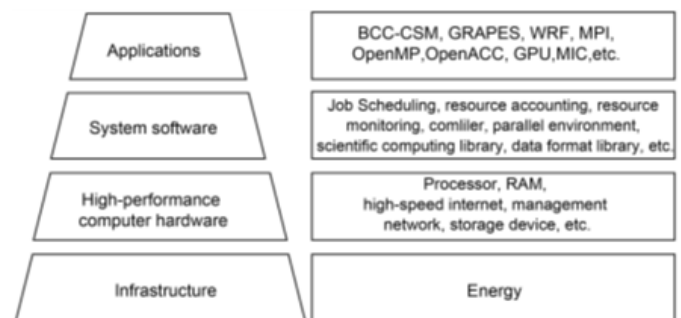 Applications
BCC-CSM, GRAPES, WRF, MPI,
OpenMP,OpenACC, GPU,MIC,etc.
System software
Job Scheduling, resource accounting, resource
monitoring, comliler, parallel environment,
scientific computing library, data format library, etc.
High-performance
computer hardware
Processor, RAM,
high-speed internet, management
network, storage device, etc.
Infrastructure
Energy